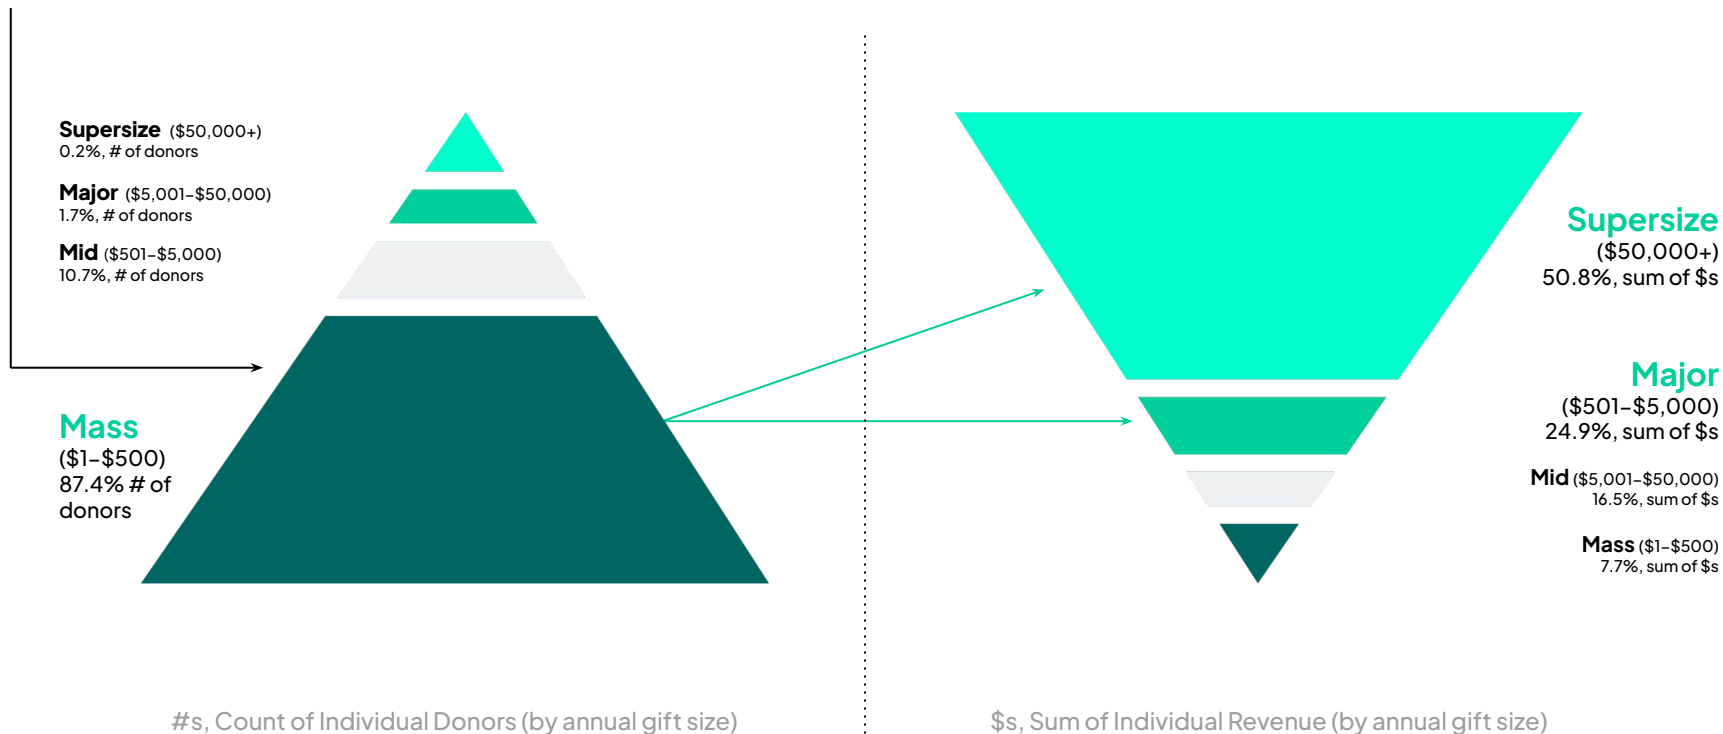 Supersize ($50,000+)
0.2%, # of donors
Major ($5,001–$50,000)
1.7%, # of donors
Mid ($501–$5,000)
10.7%, # of donors
Mass
($1–$500)
87.4% # of
donors
#s, Count of Individual Donors (by annual gift size)
Supersize
($50,000+)
50.8%, sum of $s
Major
($501–$5,000)
24.9%, sum of $s
Mid ($5,001–$50,000)
16.5%, sum of $s
Mass ($1–$500)
7.7%, sum of $s
$s, Sum of Individual Revenue (by annual gift size)